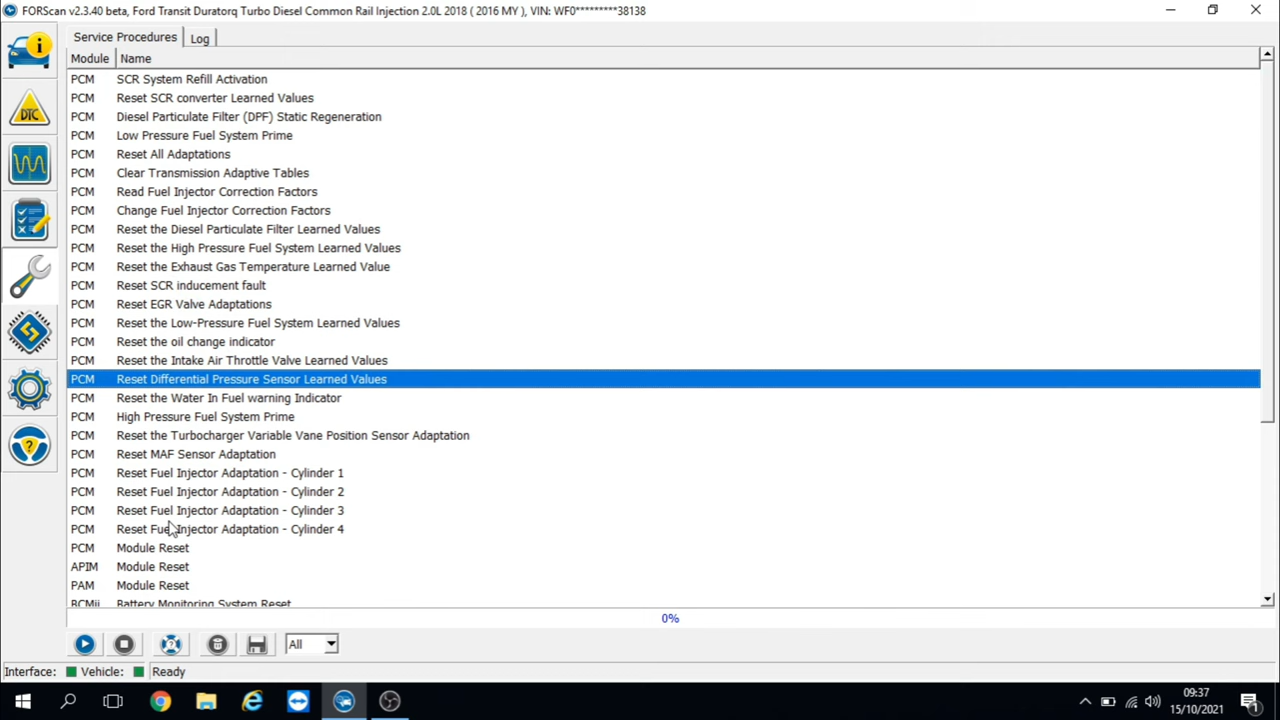 FORScan v2.3.40 beta, Ford Transit Duratorq Turbo Diesel Common Rail Injection 2.0L 2018 ( 2016 MY ), VIN: WF0*********38138
Service Procedures Log
Module Name
PCM SCR System Refill Activation
PCM Reset SCR converter Learned Values
PCM Diesel Particulate Filter (DPF) Static Regeneration
PCM Low Pressure Fuel System Prime
PCM Reset All Adaptations
PCM Clear Transmission Adaptive Tables
PCM Read Fuel Injector Correction Factors
PCM Change Fuel Injector Correction Factors
PCM Reset the Diesel Particulate Filter Learned Values
PCM Reset the High Pressure Fuel System Learned Values
PCM Reset the Exhaust Gas Temperature Learned Value
PCM Reset SCR inducement fault
PCM Reset EGR Valve Adaptations
PCM Reset the Low-Pressure Fuel System Learned Values
PCM Reset the oil change indicator
PCM Reset the Intake Air Throttle Valve Learned Values
PCM Reset Differential Pressure Sensor Learned Values
PCM Reset the Water In Fuel warning Indicator
PCM High Pressure Fuel System Prime
PCM Reset the Turbocharger Variable Vane Position Sensor Adaptation
PCM Reset MAF Sensor Adaptation
PCM Reset Fuel Injector Adaptation - Cylinder 1
PCM Reset Fuel Injector Adaptation - Cylinder 2
PCM Reset Fuel Injector Adaptation - Cylinder 3
PCM Reset Fuel Injector Adaptation - Cylinder 4
PCM Module Reset
APIM Module Reset
PAM Module Reset
BCMii Battery Monitoring System Reset
0%
All
Interface: Vehicle: Ready
09:37
15/10/2021
DTC
i
?
1